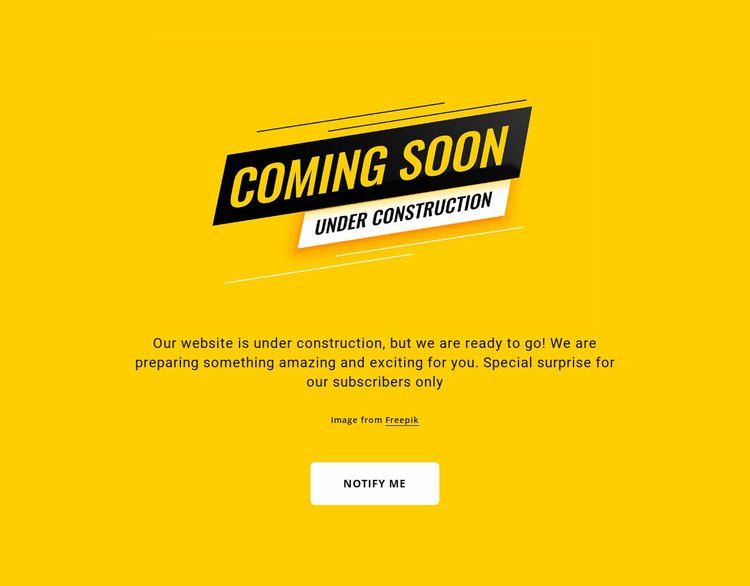 COMING SOON
UNDER CONSTRUCTION
Our website is under construction, but we are ready to go! We are
preparing something amazing and exciting for you. Special surprise for
our subscribers only
Image from Freepik
NOTIFY ME